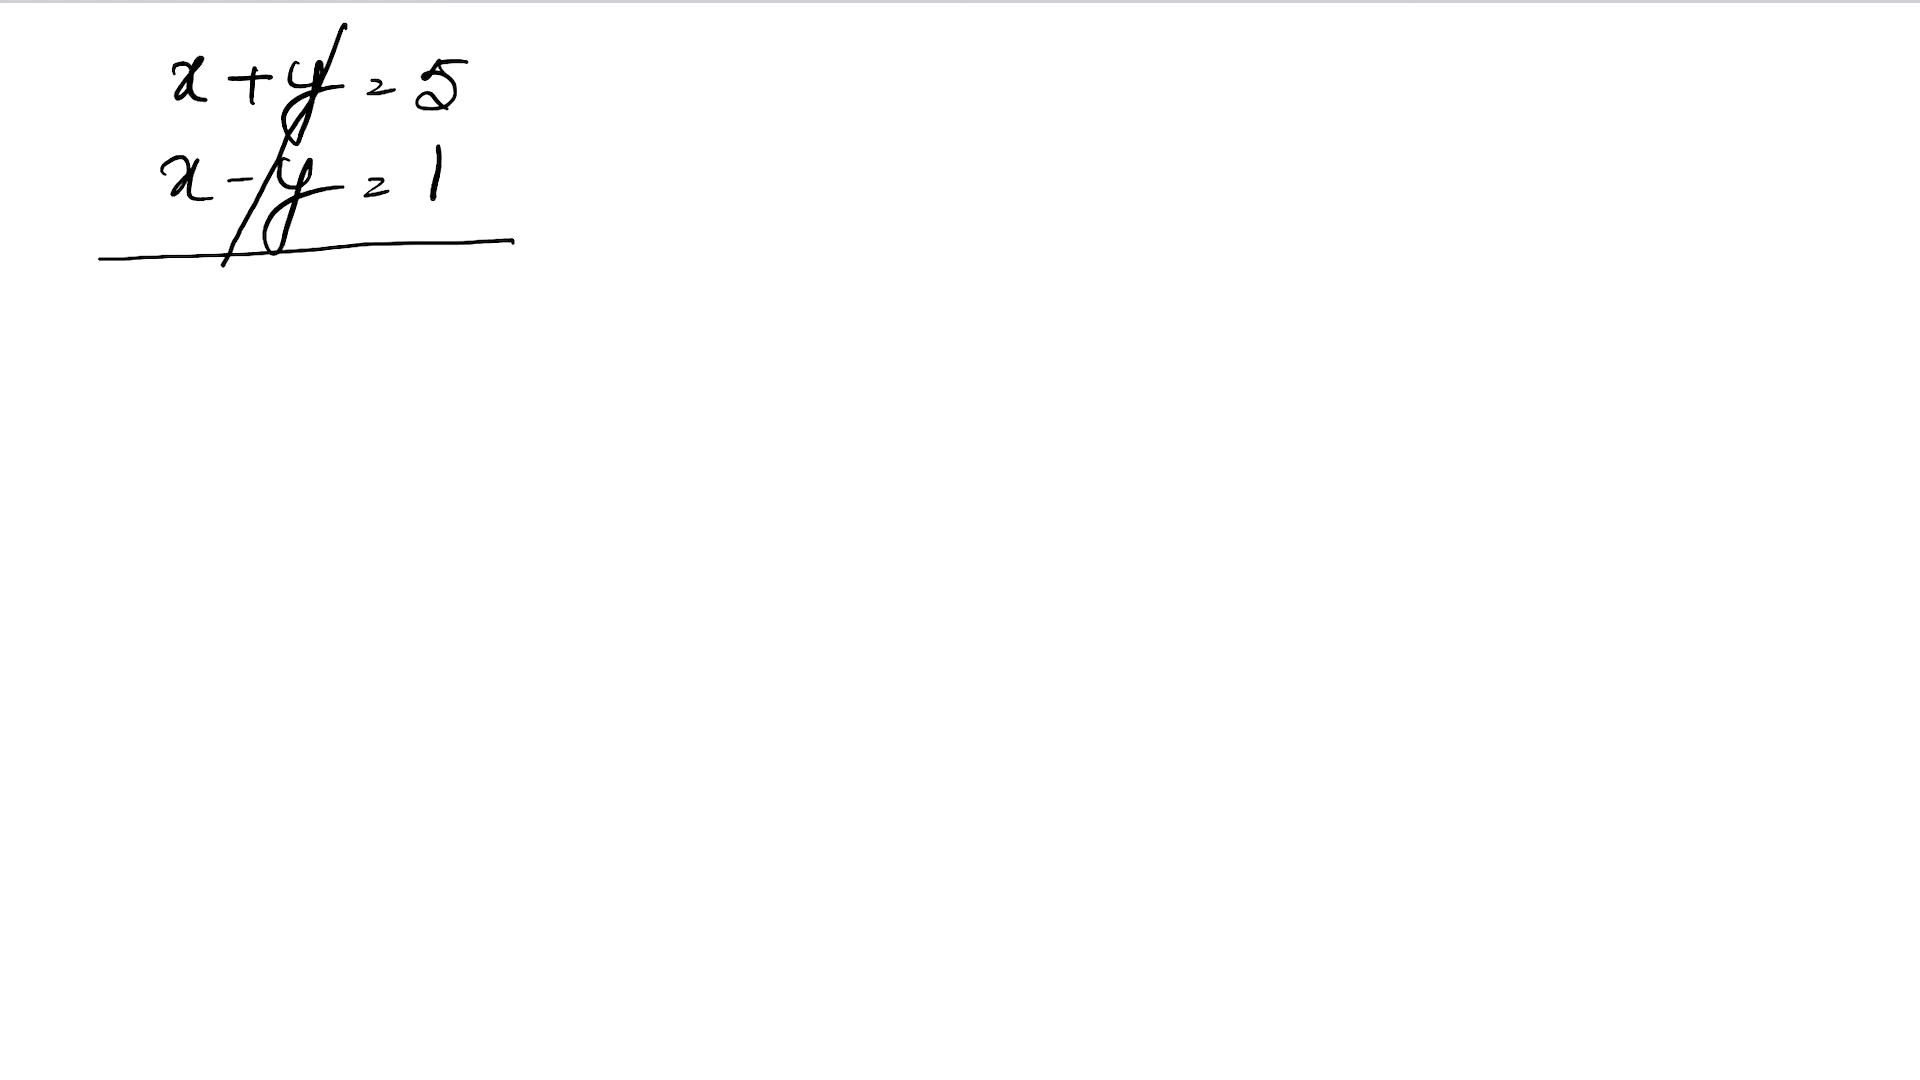 x + y = 5
x - y = 1